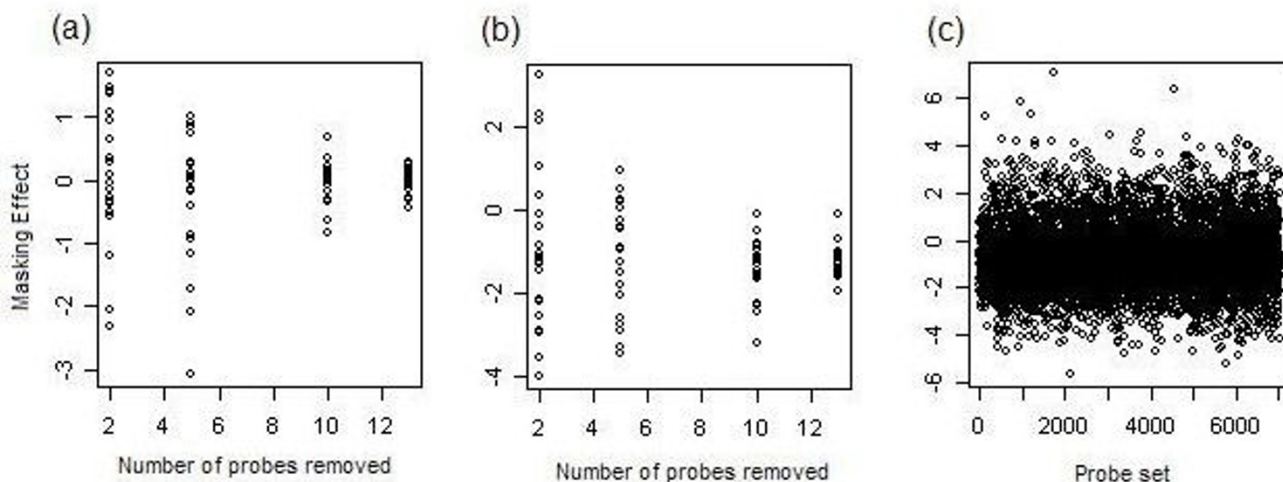 (a)
(b)
(c)
Masking Effect
1
0
-1
-2
-3
2 4 6 8 10 12
Number of probes removed
2
0
-2
-4
2 4 6 8 10 12
Number of probes removed
6
4
2
0
-2
-4
-6
0 2000 4000 6000
Probe set